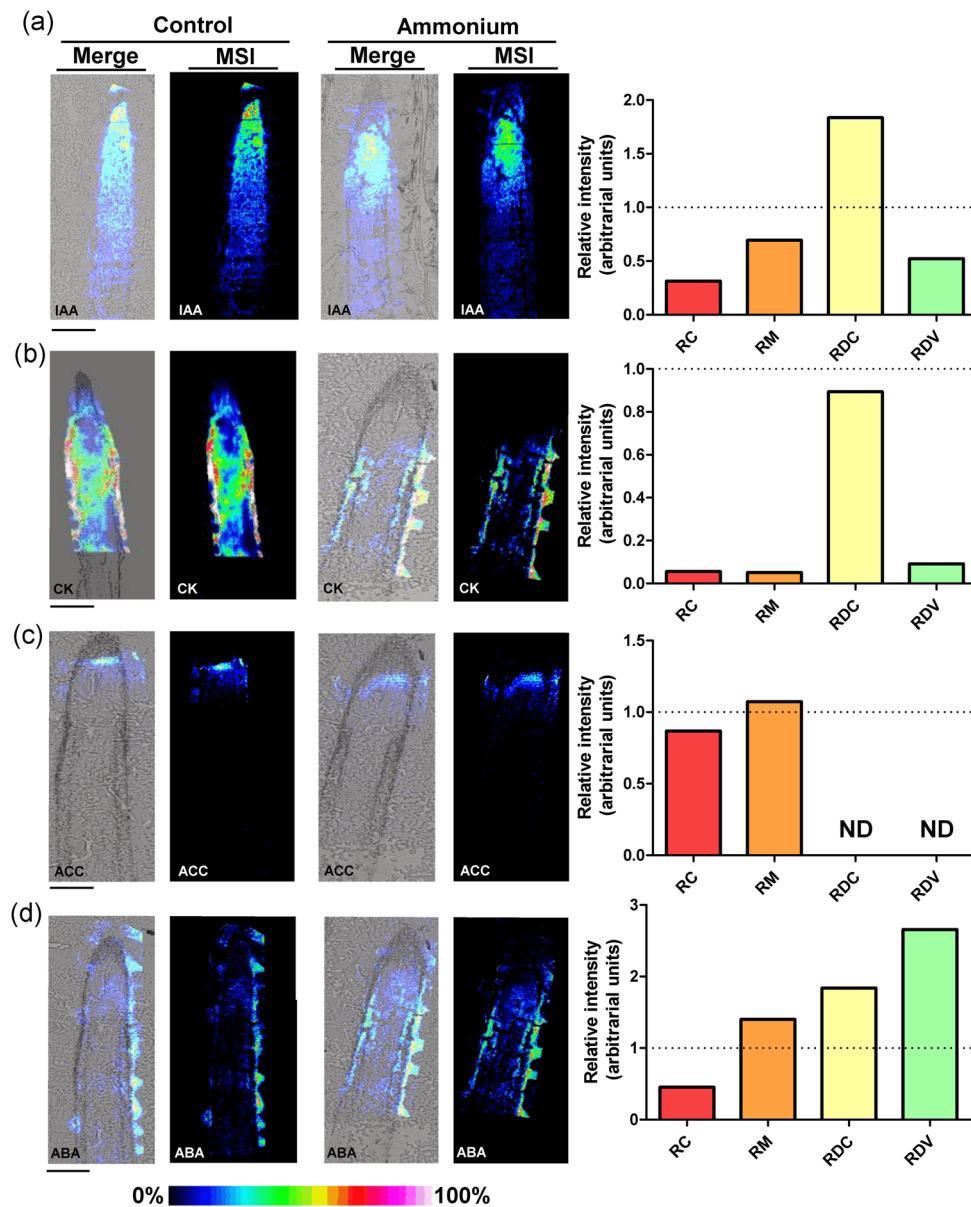 (a)
Control
Ammonium
Merge
MSI
Merge
MSI
IAA
IAA
IAA
IAA
Relative intensity
(arbitrarial units)
2.0
1.5
1.0
0.5
0.0
RC
RM
RDC
RDV
(b)
CK
CK
CK
CK
Relative intensity
(arbitrarial units)
1.0
0.8
0.6
0.4
0.2
0.0
RC
RM
RDC
RDV
(c)
ACC
ACC
ACC
ACC
Relative intensity
(arbitrarial units)
1.5
1.0
0.5
0.0
ND
ND
RC
RM
RDC
RDV
(d)
ABA
ABA
ABA
ABA
Relative intensity
(arbitrarial units)
3
2
1
0
RC
RM
RDC
RDV
0%
100%